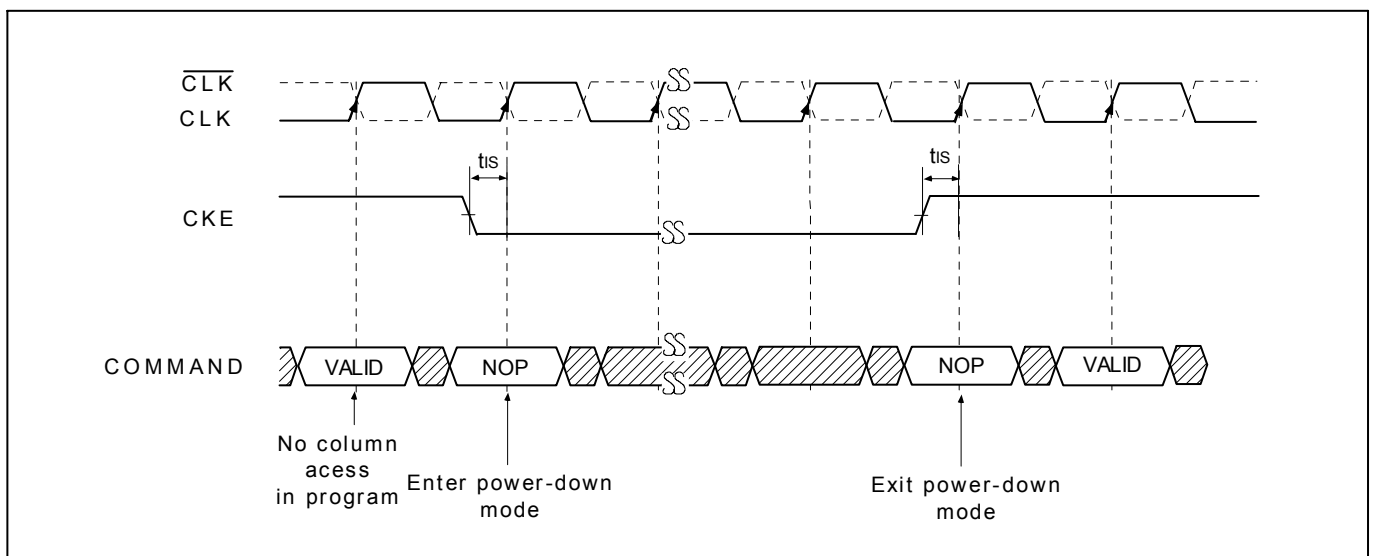 CLK
CLK
tIS
tIS
CKE
COMMAND
VALID
NOP
NOP
VALID
No column
acess
in program
Enter power-down
mode
Exit power-down
mode